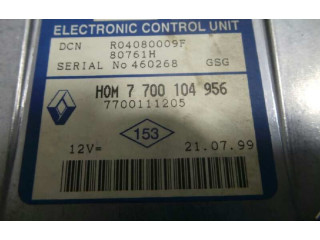 ELECTRONIC CONTROL UNIT
DCN R04080009F
80761H
SERIAL No 460268 GSG
HOM 7 700 104 956
7700111205
153
12V= 21.07.99